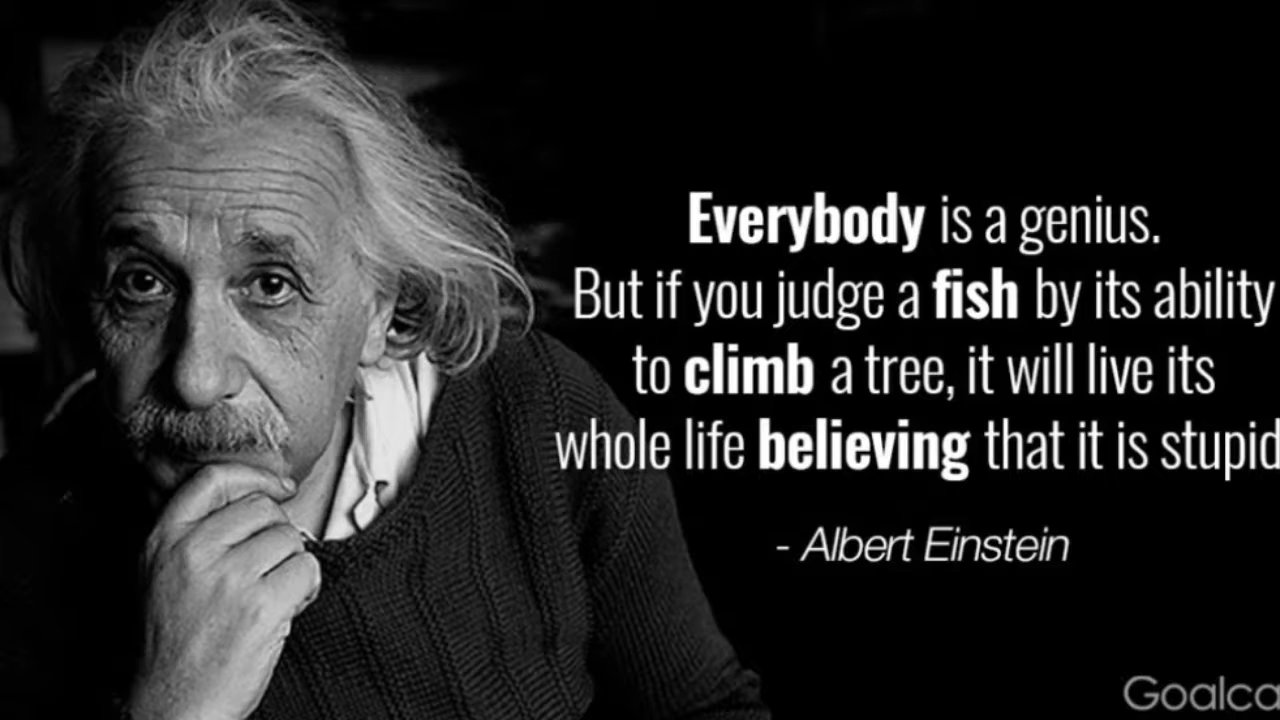 Everybody is a genius.
But if you judge a fish by its ability
to climb a tree, it will live its
whole life believing that it is stupid
- Albert Einstein
Goalca